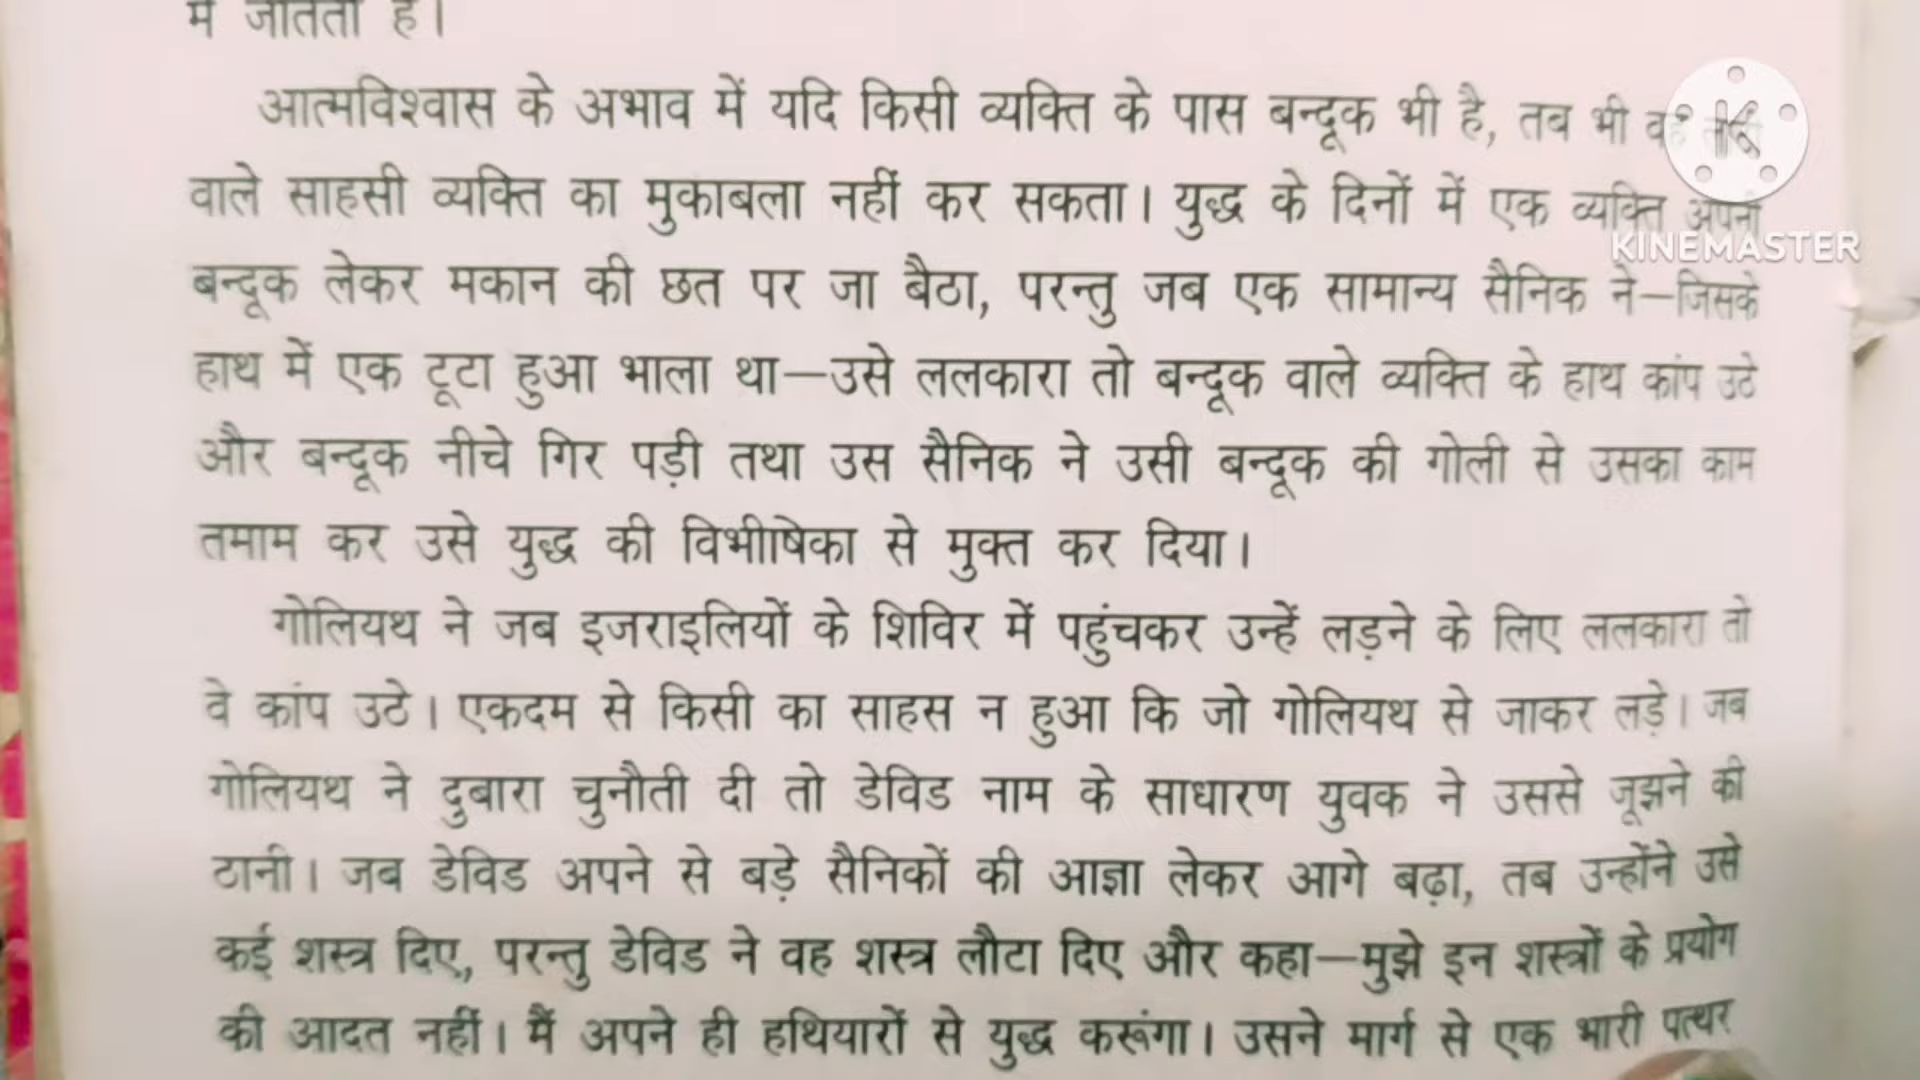 में जीतता है।
आत्मविश्वास के अभाव में यदि किसी व्यक्ति के पास बन्दूक भी है, तब भी वह
वाले साहसी व्यक्ति का मुकाबला नहीं कर सकता। युद्ध के दिनों में एक व्यक्ति अपनी
KINEMASTER
बन्दूक लेकर मकान की छत पर जा बैठा, परन्तु जब एक सामान्य सैनिक ने—जिसके
हाथ में एक टूटा हुआ भाला था—उसे ललकारा तो बन्दूक वाले व्यक्ति के हाथ कांप उठे
और बन्दूक नीचे गिर पड़ी तथा उस सैनिक ने उसी बन्दूक की गोली से उसका काम
तमाम कर उसे युद्ध की विभीषिका से मुक्त कर दिया।
गोलियथ ने जब इजराइलियों के शिविर में पहुंचकर उन्हें लड़ने के लिए ललकारा तो
वे कांप उठे। एकदम से किसी का साहस न हुआ कि जो गोलियथ से जाकर लड़े। जब
गोलियथ ने दुबारा चुनौती दी तो डेविड नाम के साधारण युवक ने उससे जूझने की
ठानी। जब डेविड अपने से बड़े सैनिकों की आज्ञा लेकर आगे बढ़ा, तब उन्होंने उसे
कई शस्त्र दिए, परन्तु डेविड ने वह शस्त्र लौटा दिए और कहा—मुझे इन शस्त्रों के प्रयोग
की आदत नहीं। मैं अपने ही हथियारों से युद्ध करूंगा। उसने मार्ग से एक भारी पत्थर